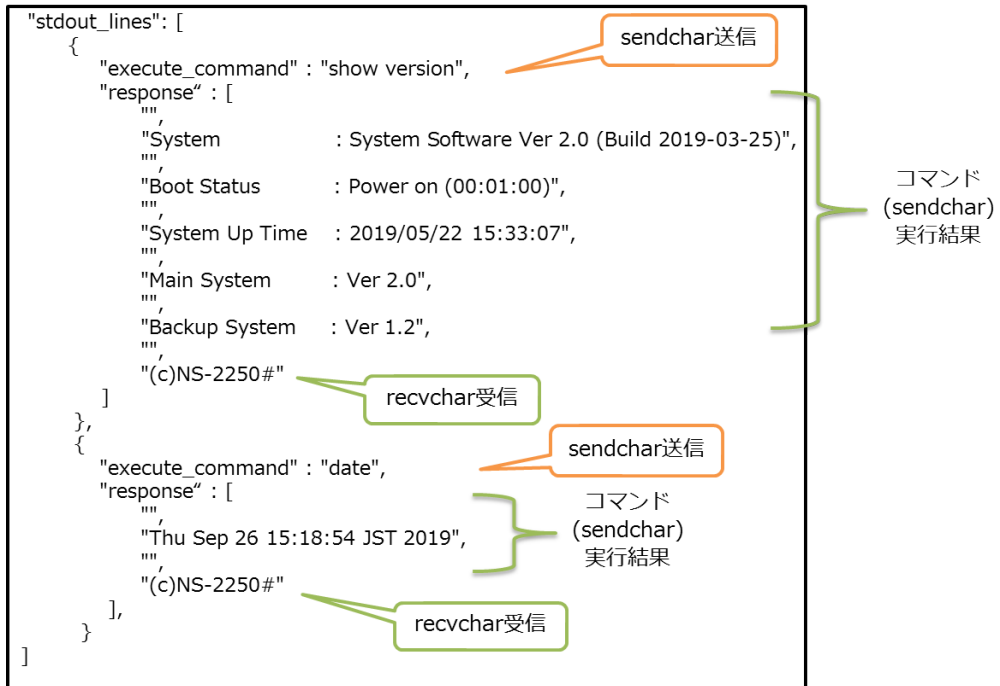 "stdout_lines": [
{
sendchar送信
"execute_command" : "show version",
"response“ : [
"",
"System : System Software Ver 2.0 (Build 2019-03-25)",
"",
"Boot Status : Power on (00:01:00)",
"",
"System Up Time : 2019/05/22 15:33:07",
"",
"Main System : Ver 2.0",
"",
"Backup System : Ver 1.2",
"",
"(c)NS-2250#"
コマンド
(sendchar)
実行結果
recvchar受信
]
},
{
sendchar送信
"execute_command" : "date",
"response“ : [
"",
"Thu Sep 26 15:18:54 JST 2019",
"",
"(c)NS-2250#"
コマンド
(sendchar)
実行結果
recvchar受信
],
}
]